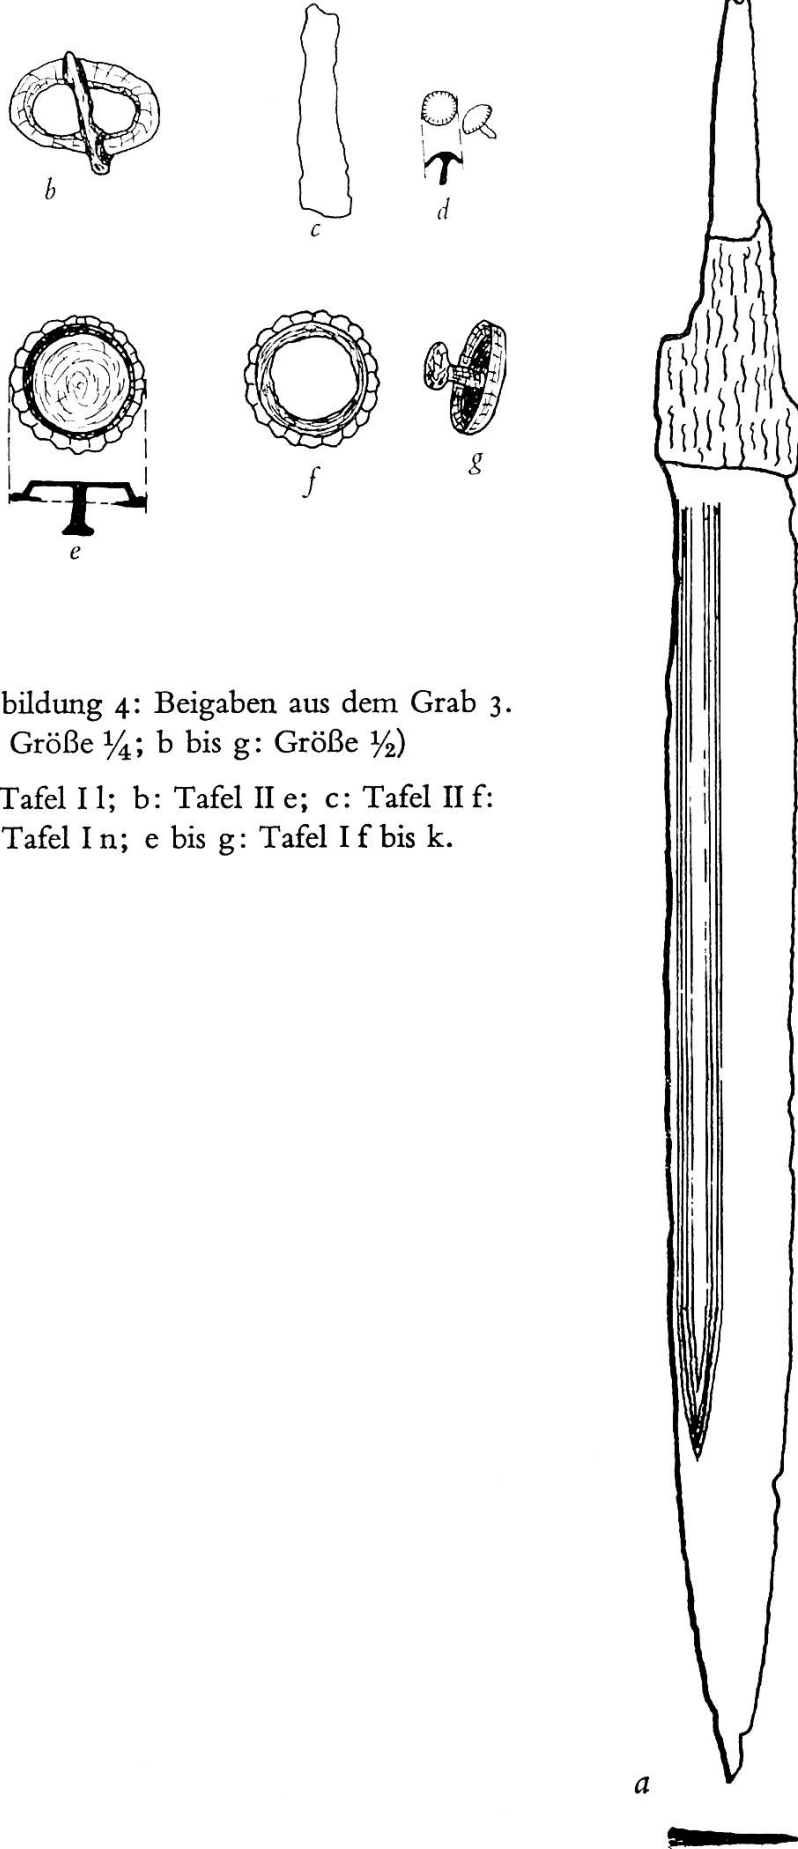 b
c
d
e
f
g
bildung 4: Beigaben aus dem Grab 3.
Größe ¼; b bis g: Größe ½)
Tafel I l; b: Tafel II e; c: Tafel II f:
Tafel I n; e bis g: Tafel I f bis k.
a